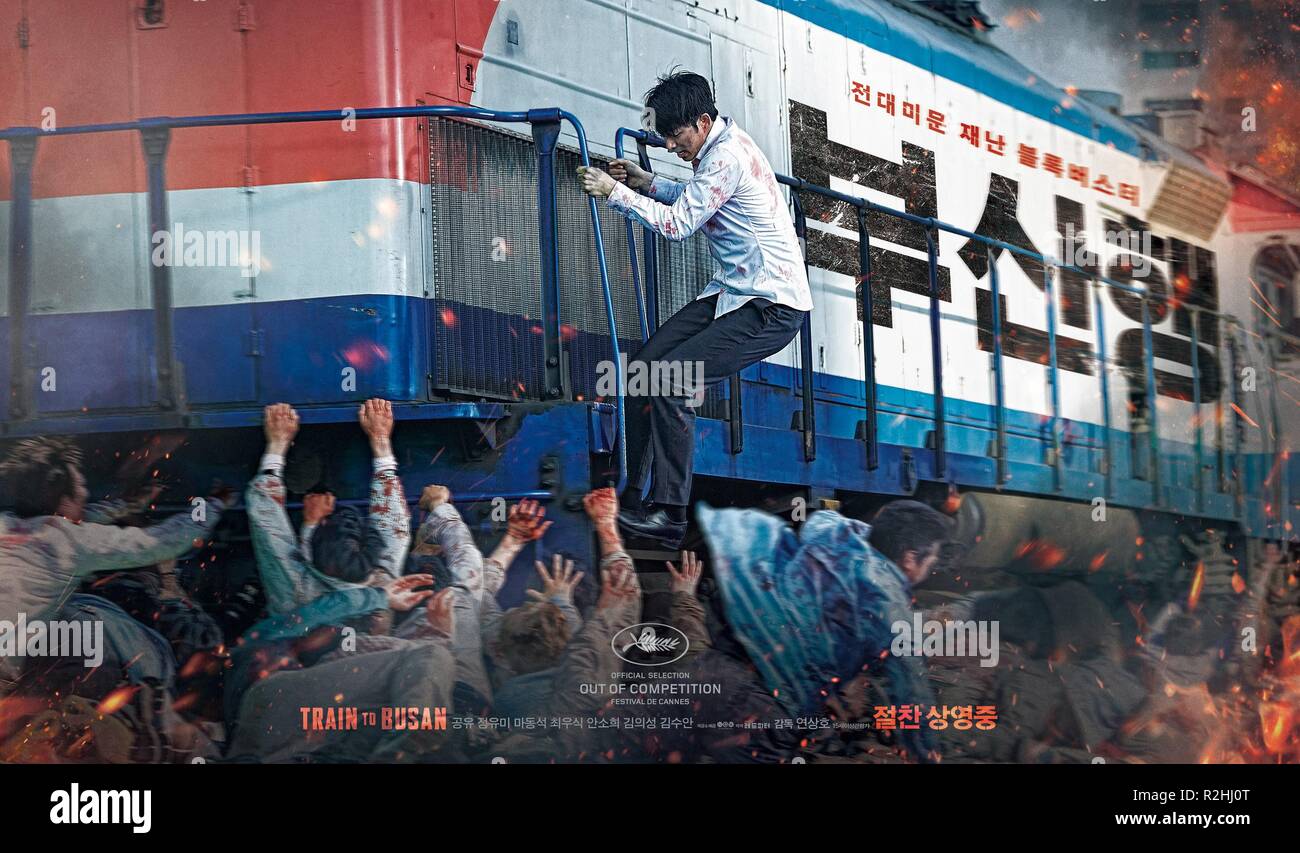 전대미문 재난 블록버스터
부산행
OFFICIAL SELECTION
OUT OF COMPETITION
FESTIVAL DE CANNES
TRAIN TO BUSAN 공유 정유미 마동석 최우식 안소희 김의성 김수안 감독 연상호 절찬 상영중
alamy stock photo
a alamy
R2HJ0T
www.alamy.com